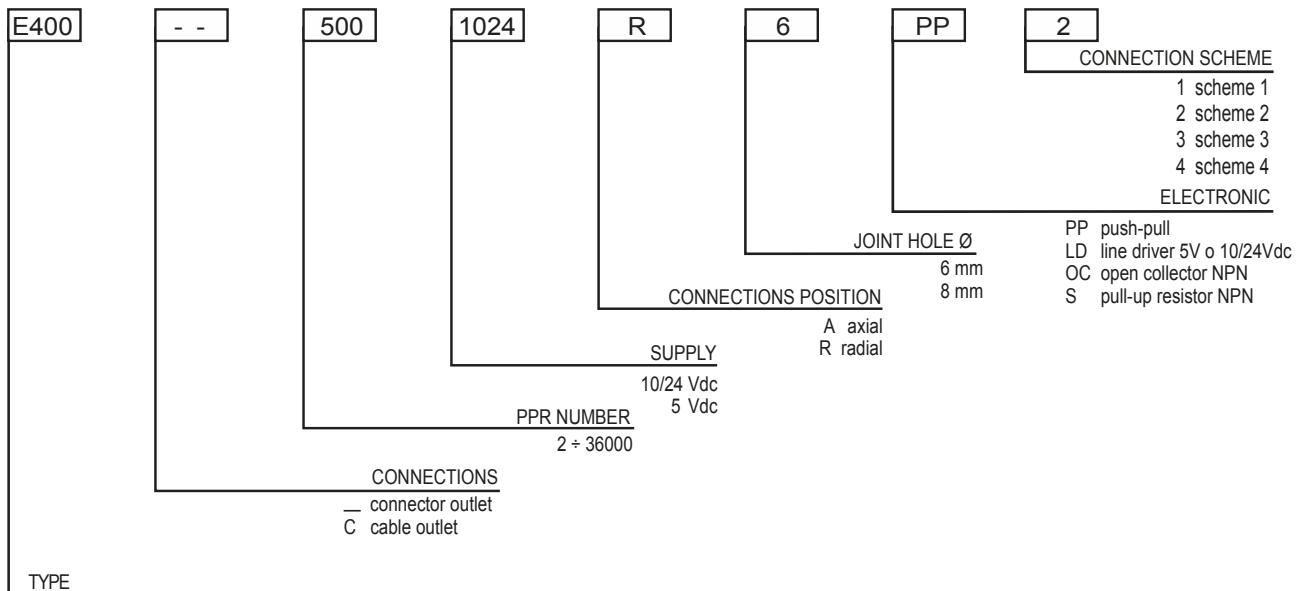 E400 - - 500 1024 R 6 PP 2
CONNECTION SCHEME
1 scheme 1
2 scheme 2
3 scheme 3
4 scheme 4
ELECTRONIC
PP push-pull
LD line driver 5V o 10/24Vdc
OC open collector NPN
S pull-up resistor NPN
JOINT HOLE Ø
6 mm
8 mm
CONNECTIONS POSITION
A axial
R radial
SUPPLY
10/24 Vdc
5 Vdc
PPR NUMBER
2 ÷ 36000
CONNECTIONS
__ connector outlet
C cable outlet
TYPE